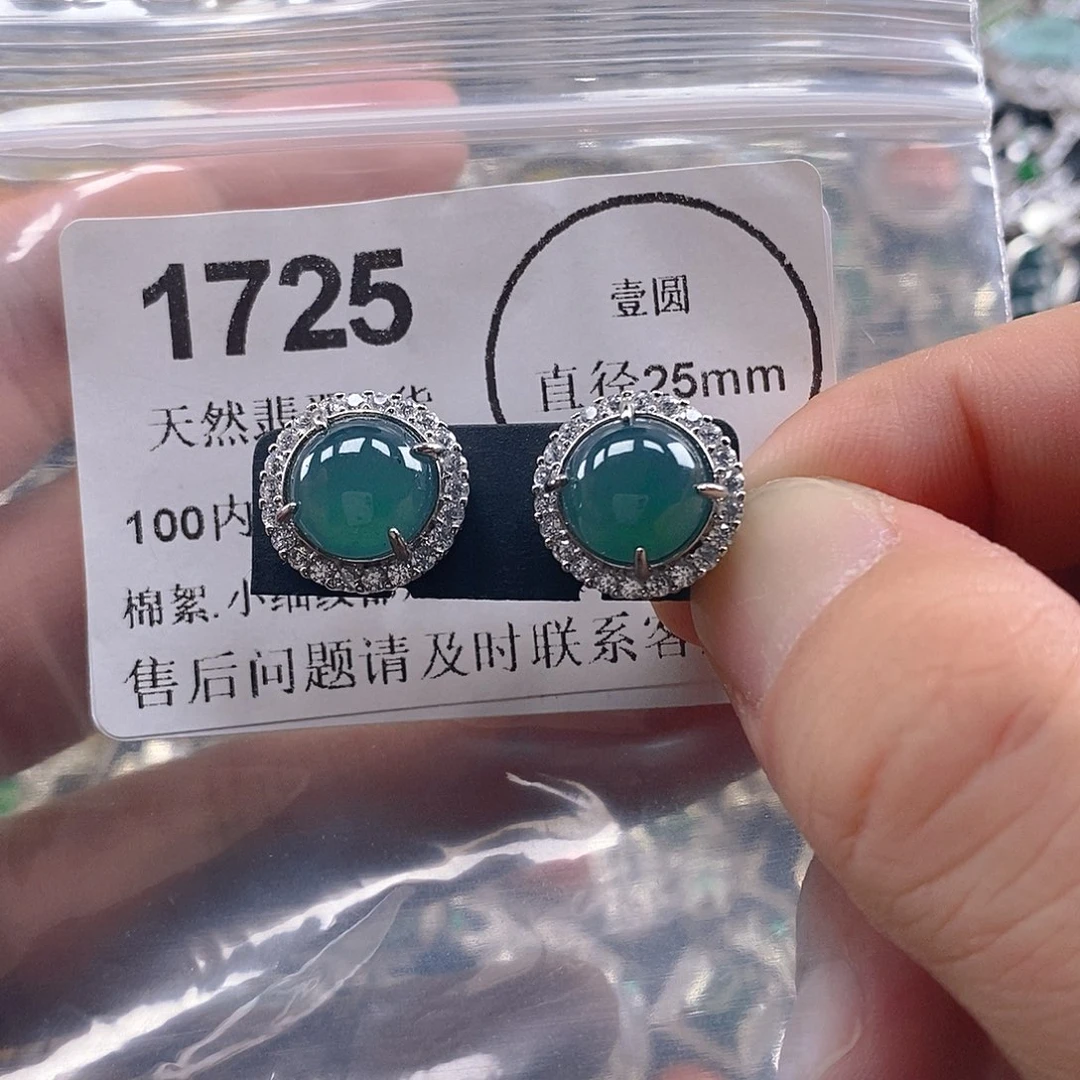 1725
壹圆
直径25mm
天然翡
100内
棉絮.小细纹
售后问题请及时联系客